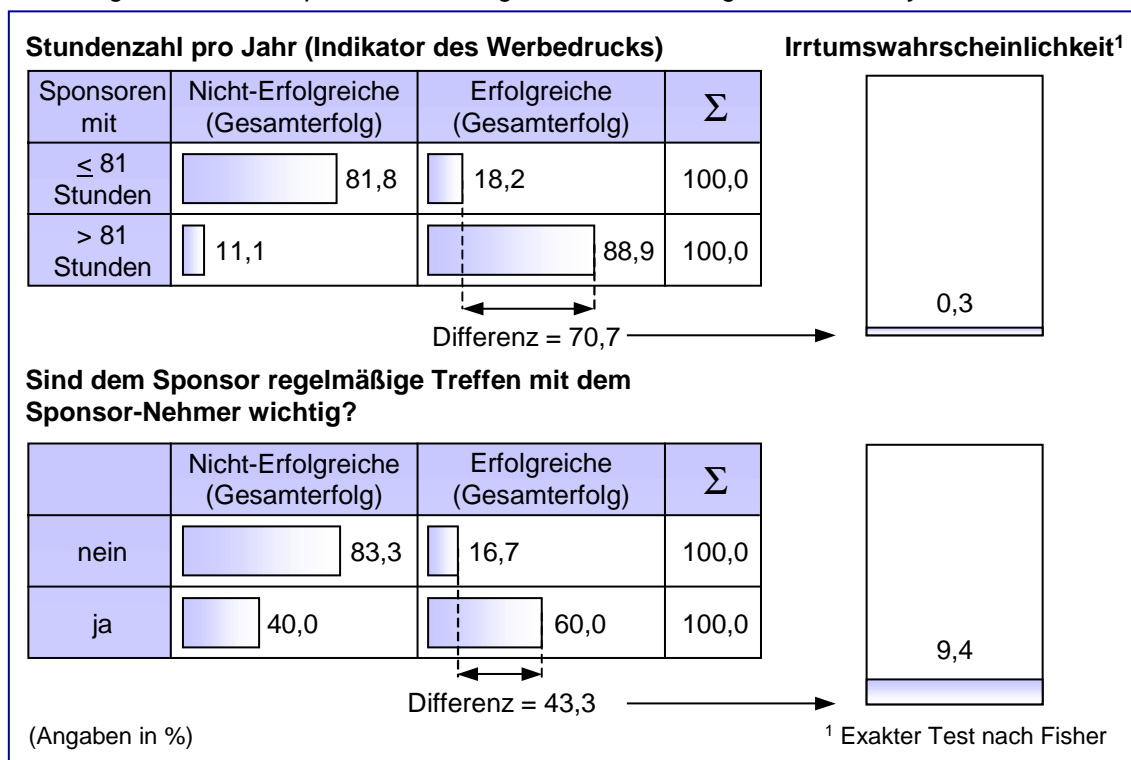 Stundenzahl pro Jahr (Indikator des Werbedrucks) Irrtumswahrscheinlichkeit¹
Sponsoren mit Nicht-Erfolgreiche (Gesamterfolg) Erfolgreiche (Gesamterfolg) Σ
≤ 81 Stunden 81,8 18,2 100,0
> 81 Stunden 11,1 88,9 100,0
0,3
Differenz = 70,7
Sind dem Sponsor regelmäßige Treffen mit dem
Sponsor-Nehmer wichtig?
Nicht-Erfolgreiche (Gesamterfolg) Erfolgreiche (Gesamterfolg) Σ
nein 83,3 16,7 100,0
ja 40,0 60,0 100,0
9,4
Differenz = 43,3
(Angaben in %) ¹ Exakter Test nach Fisher